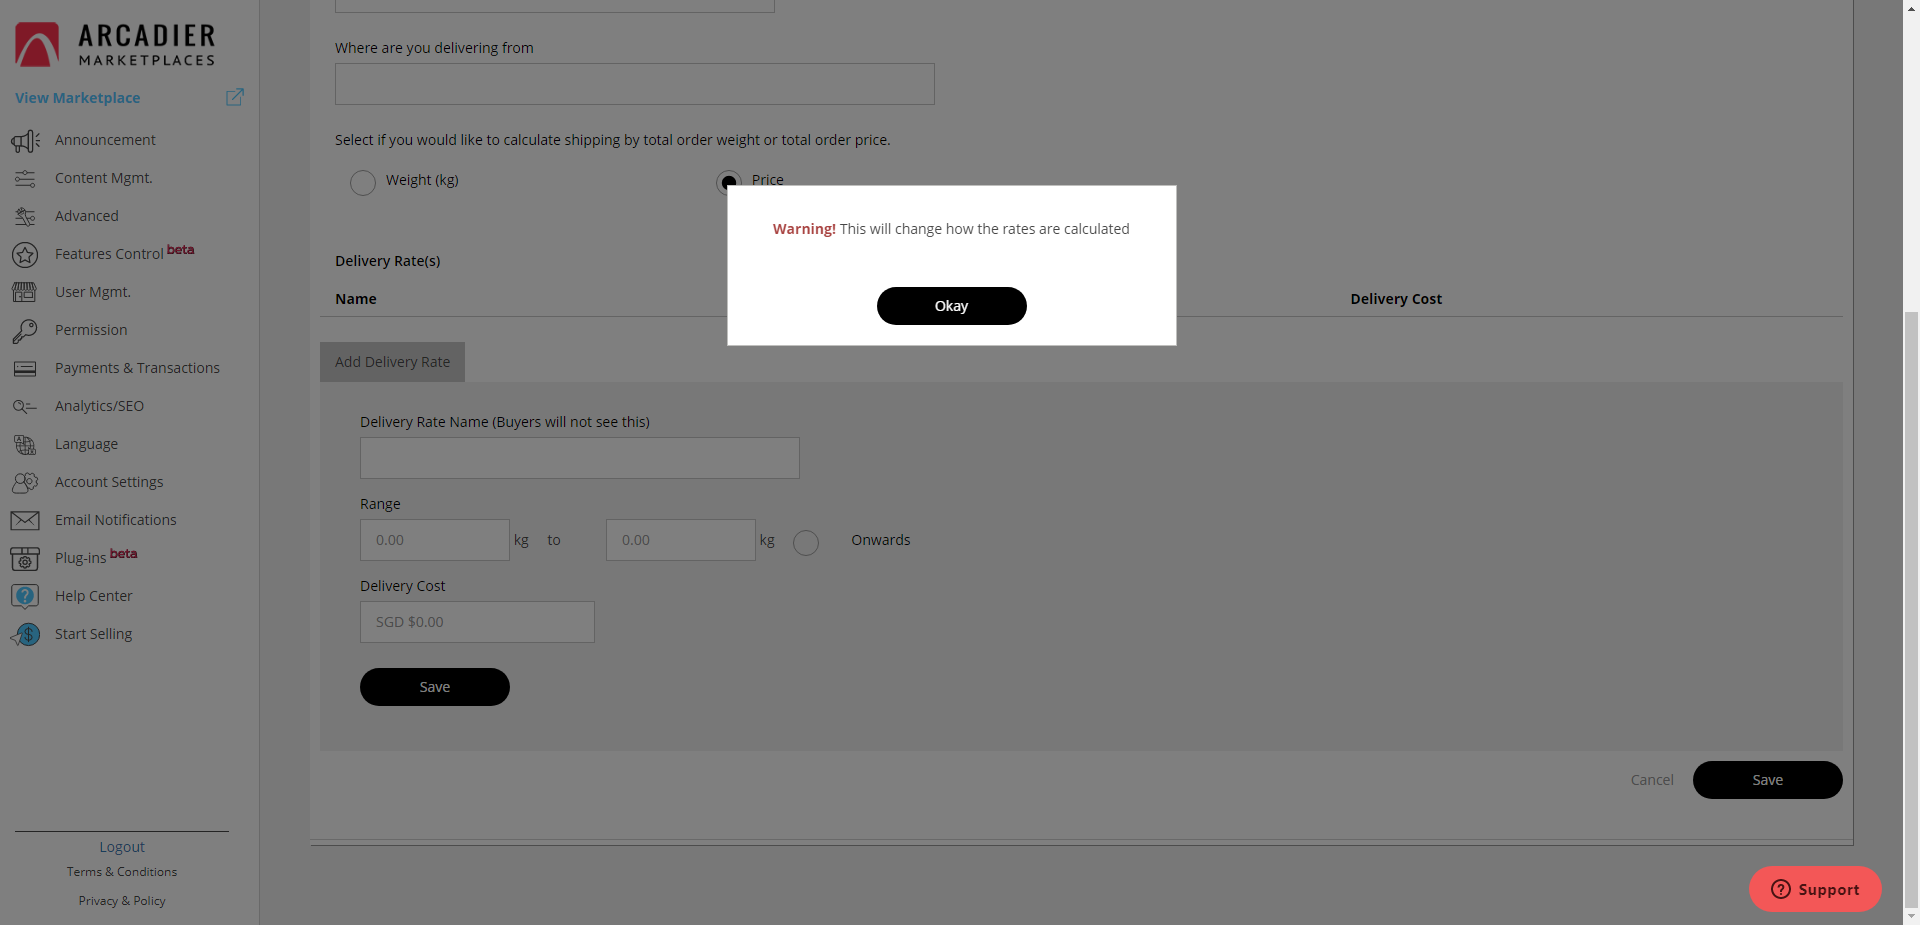 ARCADIER
MARKETPLACES
View Marketplace
Announcement
Content Mgmt.
Advanced
Features Control beta
User Mgmt.
Permission
Payments & Transactions
Analytics/SEO
Language
Account Settings
Email Notifications
Plug-ins beta
Help Center
Start Selling
Logout
Terms & Conditions
Privacy & Policy
Where are you delivering from
Select if you would like to calculate shipping by total order weight or total order price.
Weight (kg)
Price
Warning! This will change how the rates are calculated
Okay
Delivery Rate(s)
Name
Delivery Cost
Add Delivery Rate
Delivery Rate Name (Buyers will not see this)
Range
0.00 kg to 0.00 kg Onwards
Delivery Cost
SGD $0.00
Save
Cancel
Save
Support